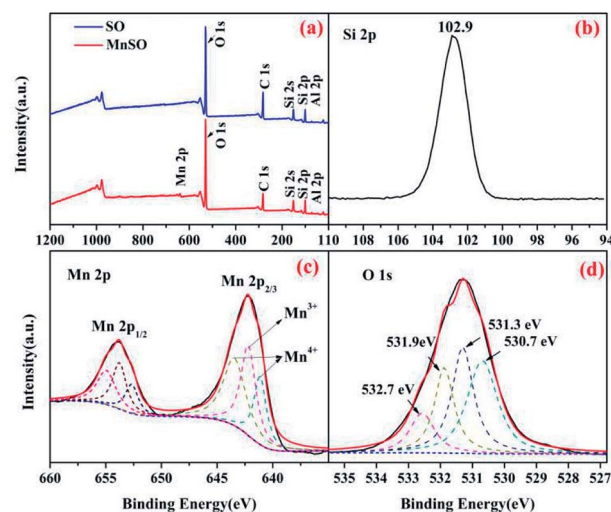 SO
MnSO
(a)
O 1s
C 1s
Si 2s
Si 2p
Al 2p
O 1s
Mn 2p
C 1s
Si 2s
Si 2p
Al 2p
Intensity(a.u.)
1200 1000 800 600 400 200 110
Si 2p
102.9
(b)
108 106 104 102 100 98 96 94
Mn 2p
(c)
Mn 2p1/2
Mn 2p2/3
Mn3+
Mn4+
Intensity(a.u.)
660 655 650 645 640
Binding Energy(eV)
O 1s
(d)
531.3 eV
531.9eV
530.7 eV
532.7 eV
535 534 533 532 531 530 529 528 527
Binding Energy(eV)